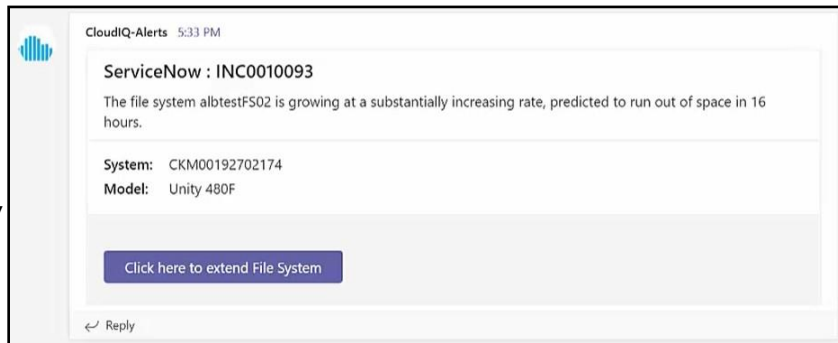 CloudIQ-Alerts 5:33 PM
ServiceNow : INC0010093
The file system albtestFS02 is growing at a substantially increasing rate, predicted to run out of space in 16
hours.
System: CKM00192702174
Model: Unity 480F
Click here to extend File System
Reply